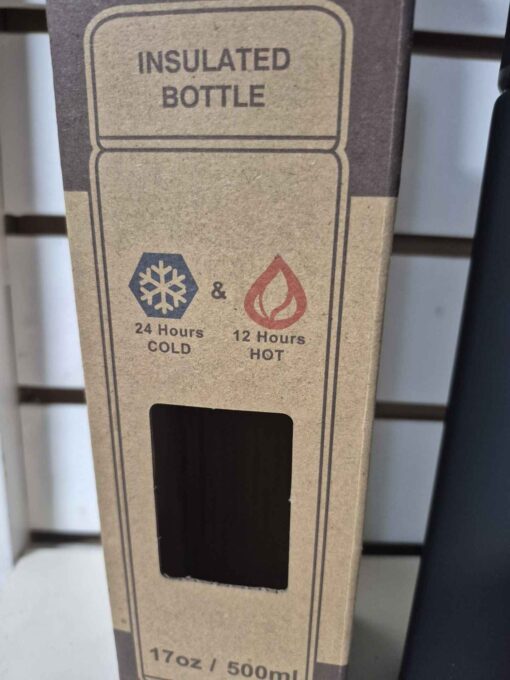 INSULATED
BOTTLE
&
24 Hours
COLD
12 Hours
HOT
17oz / 500ml